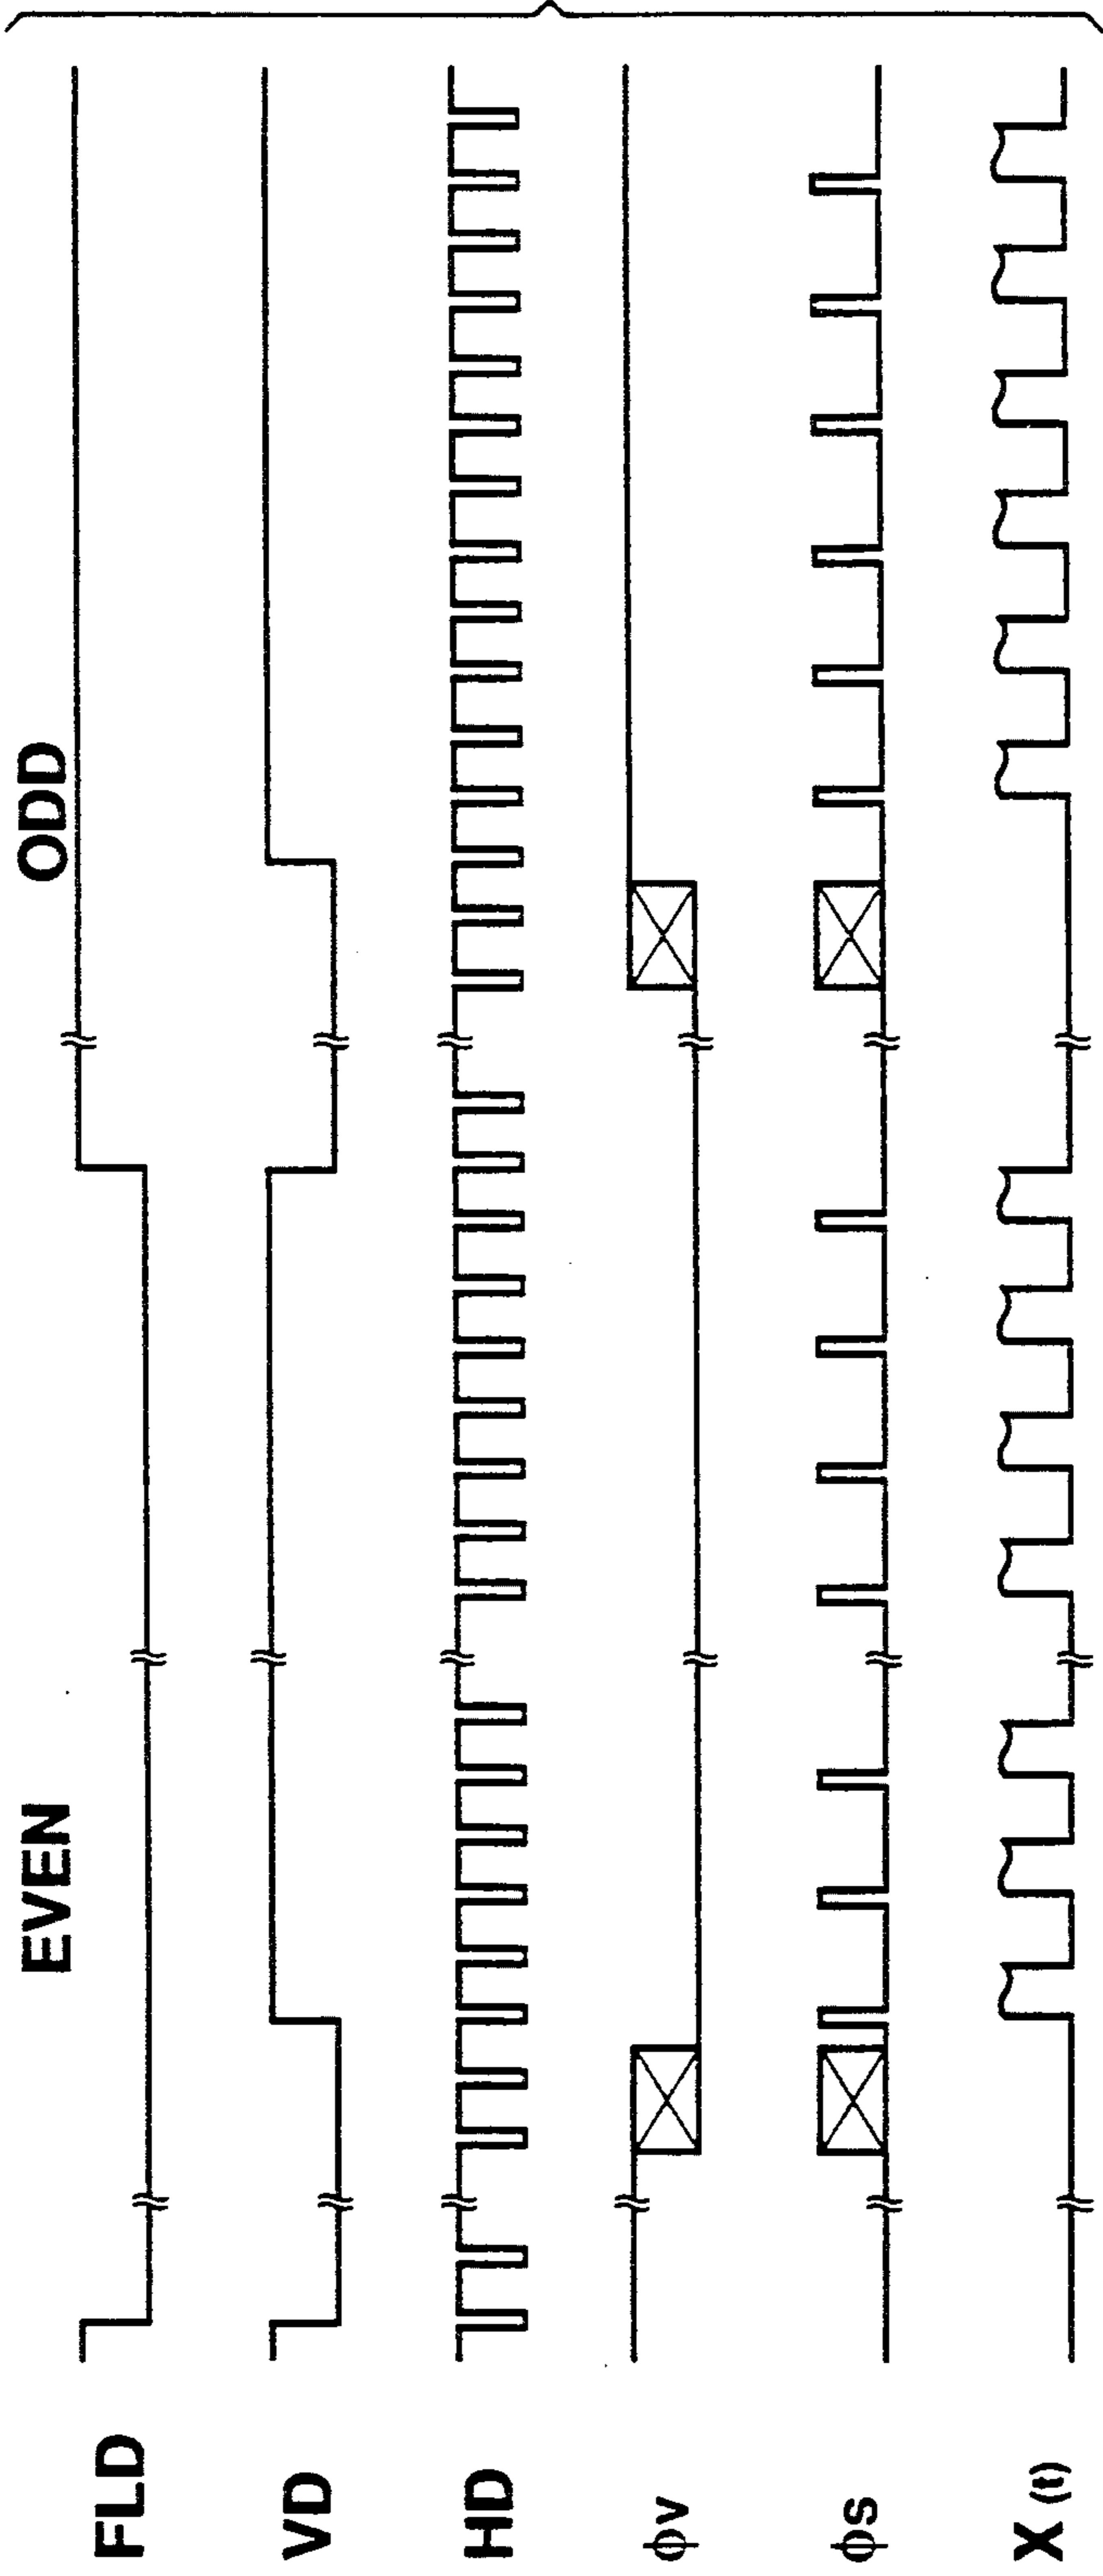 EVEN
ODD
FLD
VD
HD
ϕV
ϕS
X (t)